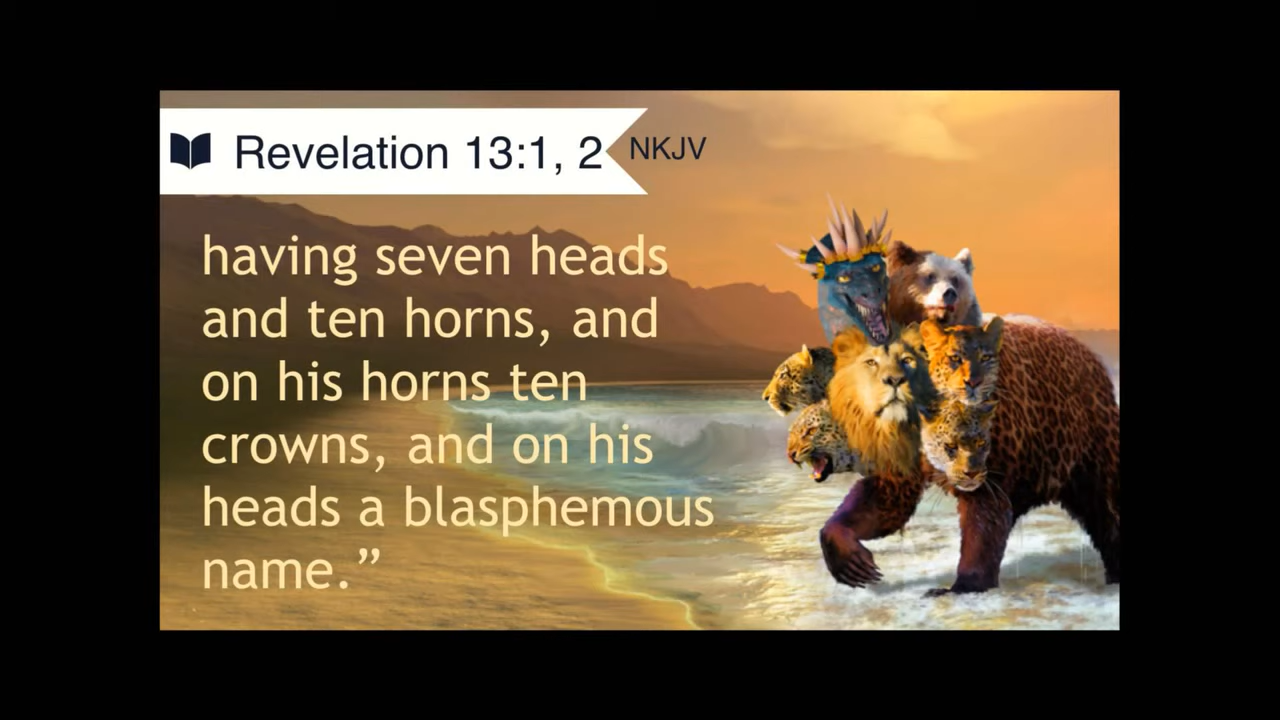 Revelation 13:1, 2 NKJV
having seven heads
and ten horns, and
on his horns ten
crowns, and on his
heads a blasphemous
name.”